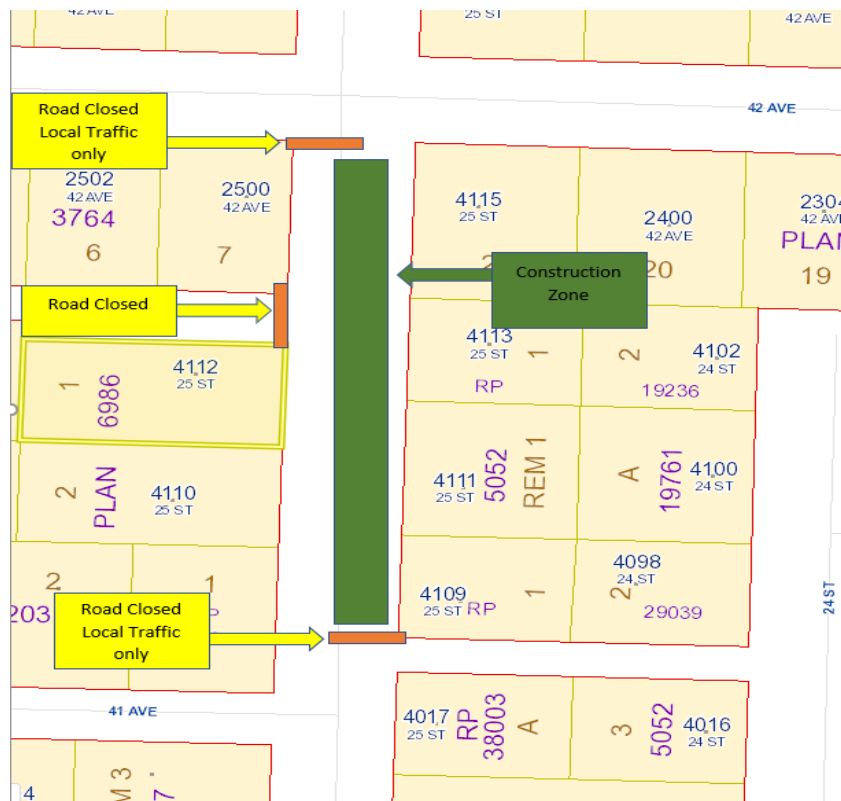 25 ST
42 AVE
42 AVE
42 AVE
Road Closed
Local Traffic
only
2502
42 AVE
3764
6
2500
42 AVE
7
4115
25 ST
2400
42 AVE
20
2304
42 AVE
PLAN
19
Construction
Zone
Road Closed
4112
25 ST
1
6986
4113
25 ST
1
RP
2
4102
24 ST
19236
2
PLAN
4110
25 ST
4111
25 ST
5052
REM 1
A
19761
4100
24 ST
2
1
203
Road Closed
Local Traffic
only
4109
25 ST
RP
1
4098
24 ST
2
29039
24 ST
41 AVE
4017
25 ST
RP
38003
A
3
5052
4016
24 ST
4
M 3
7